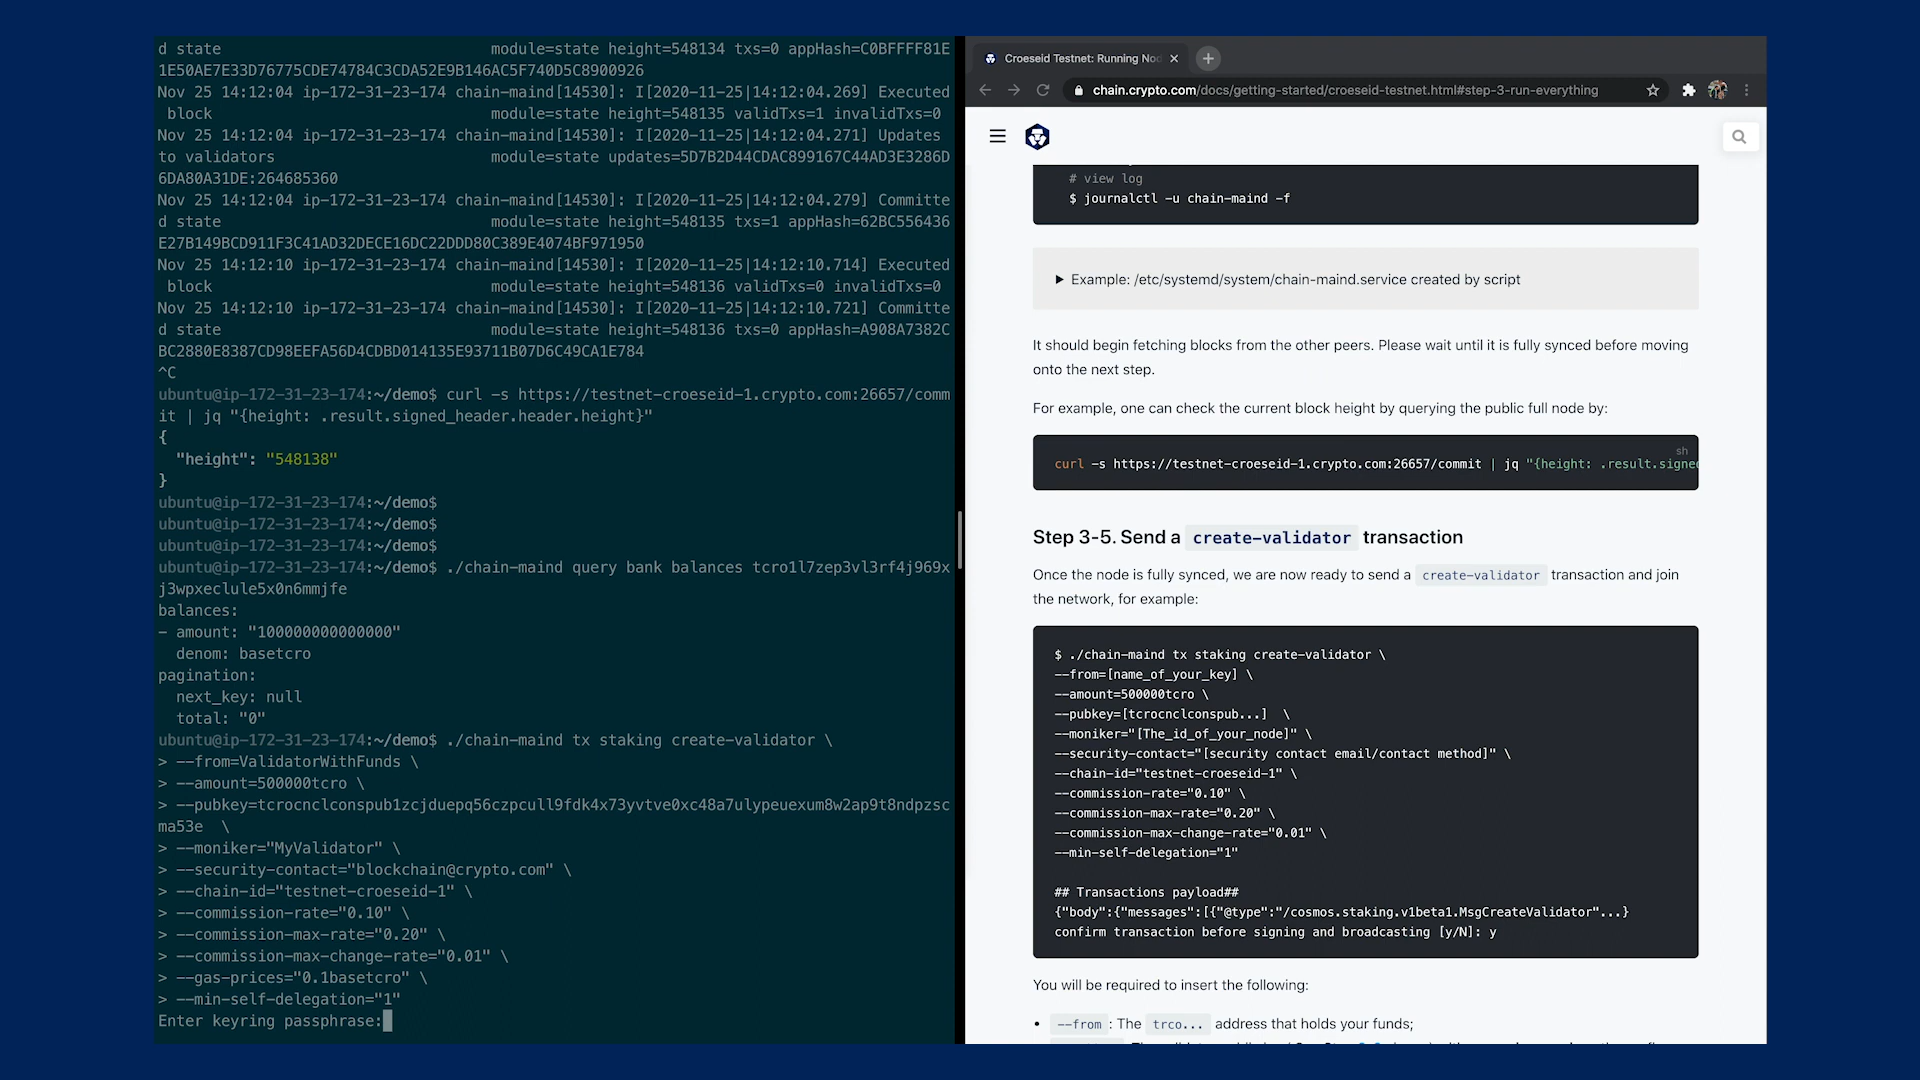 d state module=state height=548134 txs=0 appHash=C0BFFFF81E
1E50AE7E33D76775CDE74784C3CDA52E9B146AC5F740D5C8900926
Nov 25 14:12:04 ip-172-31-23-174 chain-maind[14530]: I[2020-11-25|14:12:04.269] Executed
block module=state height=548135 validTxs=1 invalidTxs=0
Nov 25 14:12:04 ip-172-31-23-174 chain-maind[14530]: I[2020-11-25|14:12:04.271] Updates
to validators module=state updates=5D7B2D44CDAC899167C44AD3E3286D
6DA80A31DE:264685360
Nov 25 14:12:04 ip-172-31-23-174 chain-maind[14530]: I[2020-11-25|14:12:04.279] Committe
d state module=state height=548135 txs=1 appHash=62BC556436
E27B149BCD911F3C41AD32DECE16DC22DDD80C389E4074BF971950
Nov 25 14:12:10 ip-172-31-23-174 chain-maind[14530]: I[2020-11-25|14:12:10.714] Executed
block module=state height=548136 validTxs=0 invalidTxs=0
Nov 25 14:12:10 ip-172-31-23-174 chain-maind[14530]: I[2020-11-25|14:12:10.721] Committe
d state module=state height=548136 txs=0 appHash=A908A7382C
BC2880E8387CD98EEFA56D4CDBD014135E93711B07D6C49CA1E784
^C
ubuntu@ip-172-31-23-174:~/demo$ curl -s https://testnet-croeseid-1.crypto.com:26657/comm
it | jq "{height: .result.signed_header.header.height}"
{
"height": "548138"
}
ubuntu@ip-172-31-23-174:~/demo$
ubuntu@ip-172-31-23-174:~/demo$
ubuntu@ip-172-31-23-174:~/demo$
ubuntu@ip-172-31-23-174:~/demo$ ./chain-maind query bank balances tcro1l7zep3vl3rf4j969x
j3wpxeclule5x0n6mmjfe
balances:
- amount: "100000000000000"
denom: basetcro
pagination:
next_key: null
total: "0"
ubuntu@ip-172-31-23-174:~/demo$ ./chain-maind tx staking create-validator \
> --from=ValidatorWithFunds \
> --amount=500000tcro \
> --pubkey=tcrocnclconspub1zcjduepq56czpcull9fdk4x73yvtve0xc48a7ulypeuexum8w2ap9t8ndpzsc
ma53e \
> --moniker="MyValidator" \
> --security-contact="blockchain@crypto.com" \
> --chain-id="testnet-croeseid-1" \
> --commission-rate="0.10" \
> --commission-max-rate="0.20" \
> --commission-max-change-rate="0.01" \
> --gas-prices="0.1basetcro" \
> --min-self-delegation="1"
Enter keyring passphrase:
Croeseid Testnet: Running No
chain.crypto.com/docs/getting-started/croeseid-testnet.html#step-3-run-everything
# view log
$ journalctl -u chain-maind -f
▶ Example: /etc/systemd/system/chain-maind.service created by script
It should begin fetching blocks from the other peers. Please wait until it is fully synced before moving
onto the next step.
For example, one can check the current block height by querying the public full node by:
sh
curl -s https://testnet-croeseid-1.crypto.com:26657/commit | jq "{height: .result.signe
Step 3-5. Send a create-validator transaction
Once the node is fully synced, we are now ready to send a create-validator transaction and join
the network, for example:
$ ./chain-maind tx staking create-validator \
--from=[name_of_your_key] \
--amount=500000tcro \
--pubkey=[tcrocnclconspub...] \
--moniker="[The_id_of_your_node]" \
--security-contact="[security contact email/contact method]" \
--chain-id="testnet-croeseid-1" \
--commission-rate="0.10" \
--commission-max-rate="0.20" \
--commission-max-change-rate="0.01" \
--min-self-delegation="1"
## Transactions payload##
{"body":{"messages":[{"@type":"/cosmos.staking.v1beta1.MsgCreateValidator"...}
confirm transaction before signing and broadcasting [y/N]: y
You will be required to insert the following:
• --from : The trco... address that holds your funds;